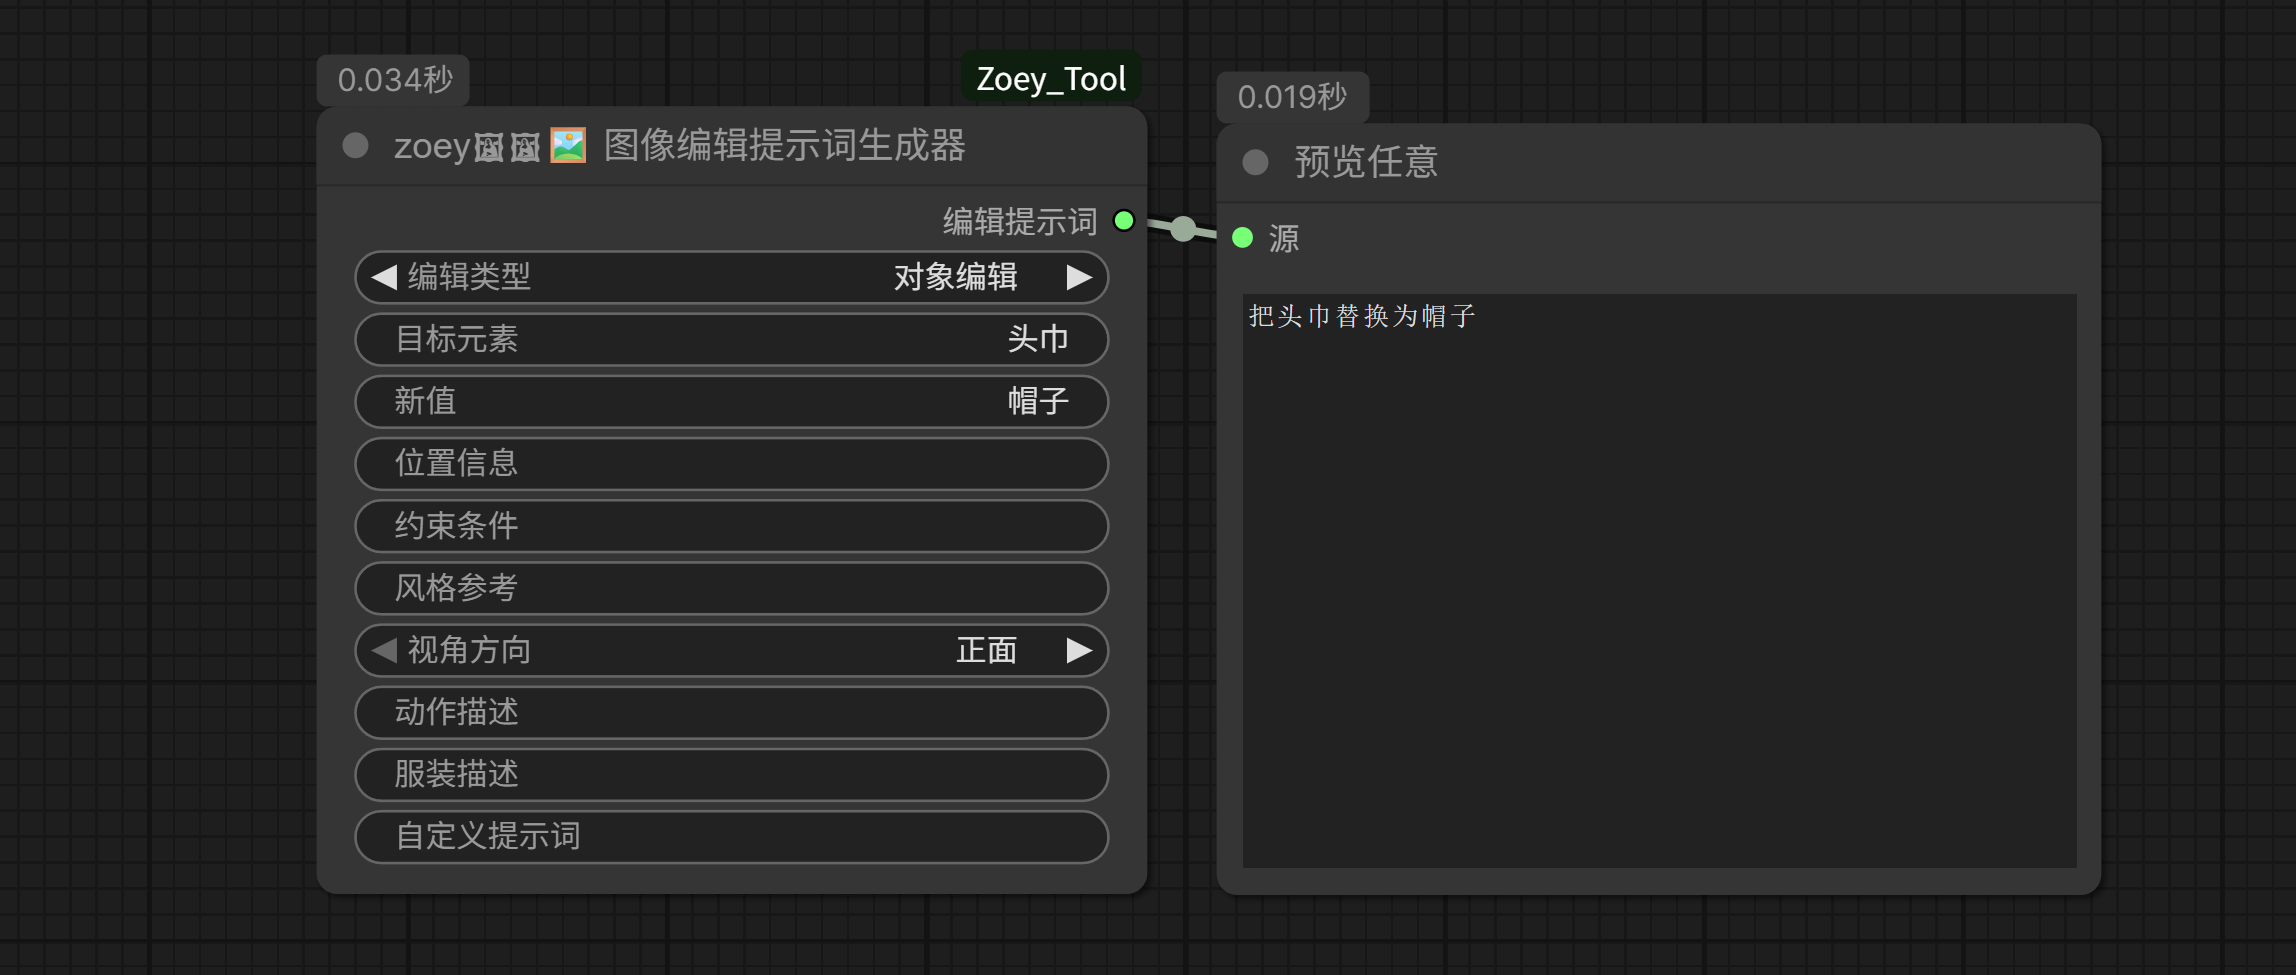 0.034秒
Zoey_Tool
zoey🖼🖼🖼️ 图像编辑提示词生成器
编辑提示词
编辑类型 对象编辑
目标元素 头巾
新值 帽子
位置信息
约束条件
风格参考
视角方向 正面
动作描述
服装描述
自定义提示词
0.019秒
预览任意
源
把头巾替换为帽子